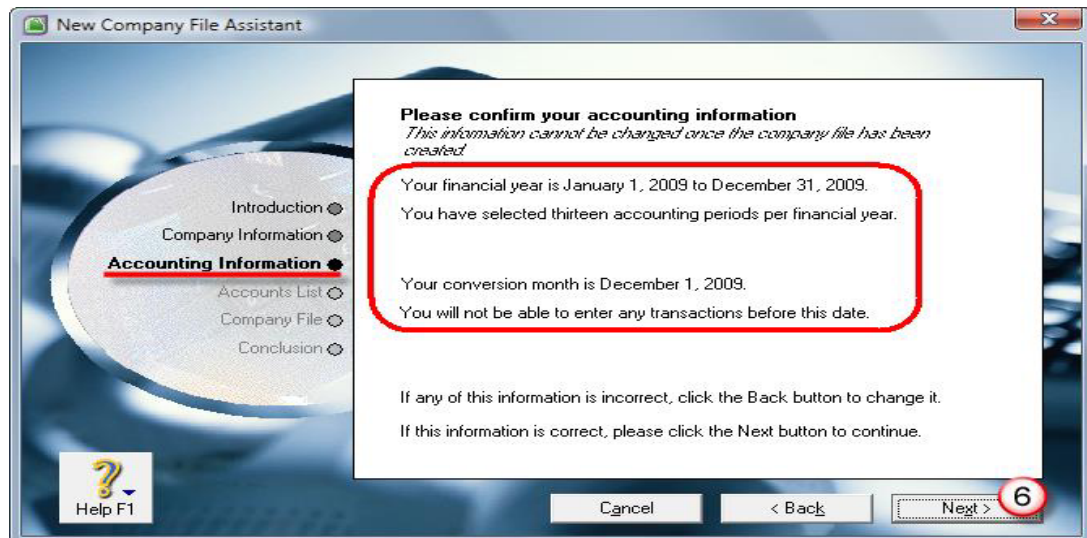 New Company File Assistant
Please confirm your accounting information
This information cannot be changed once the company file has been
created.
Your financial year is January 1, 2009 to December 31, 2009.
You have selected thirteen accounting periods per financial year.
Your conversion month is December 1, 2009.
You will not be able to enter any transactions before this date.
If any of this information is incorrect, click the Back button to change it.
If this information is correct, please click the Next button to continue.
Introduction
Company Information
Accounting Information
Accounts List
Company File
Conclusion
Help F1
Cancel
< Back
Next >
6